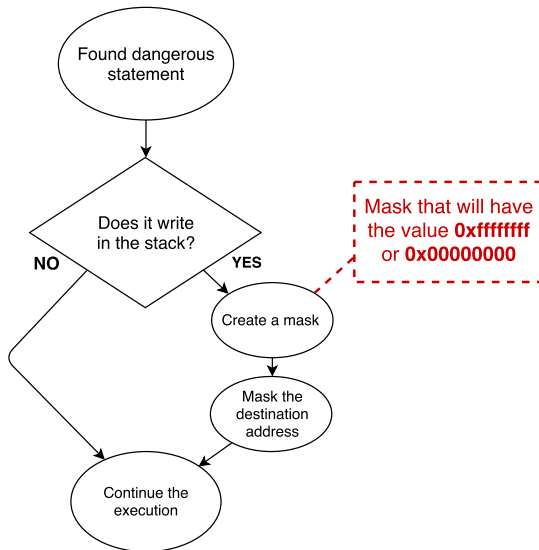 Found dangerous
statement
Does it write
in the stack?
NO
YES
Mask that will have
the value 0xffffffff
or 0x00000000
Create a mask
Mask the
destination
address
Continue the
execution